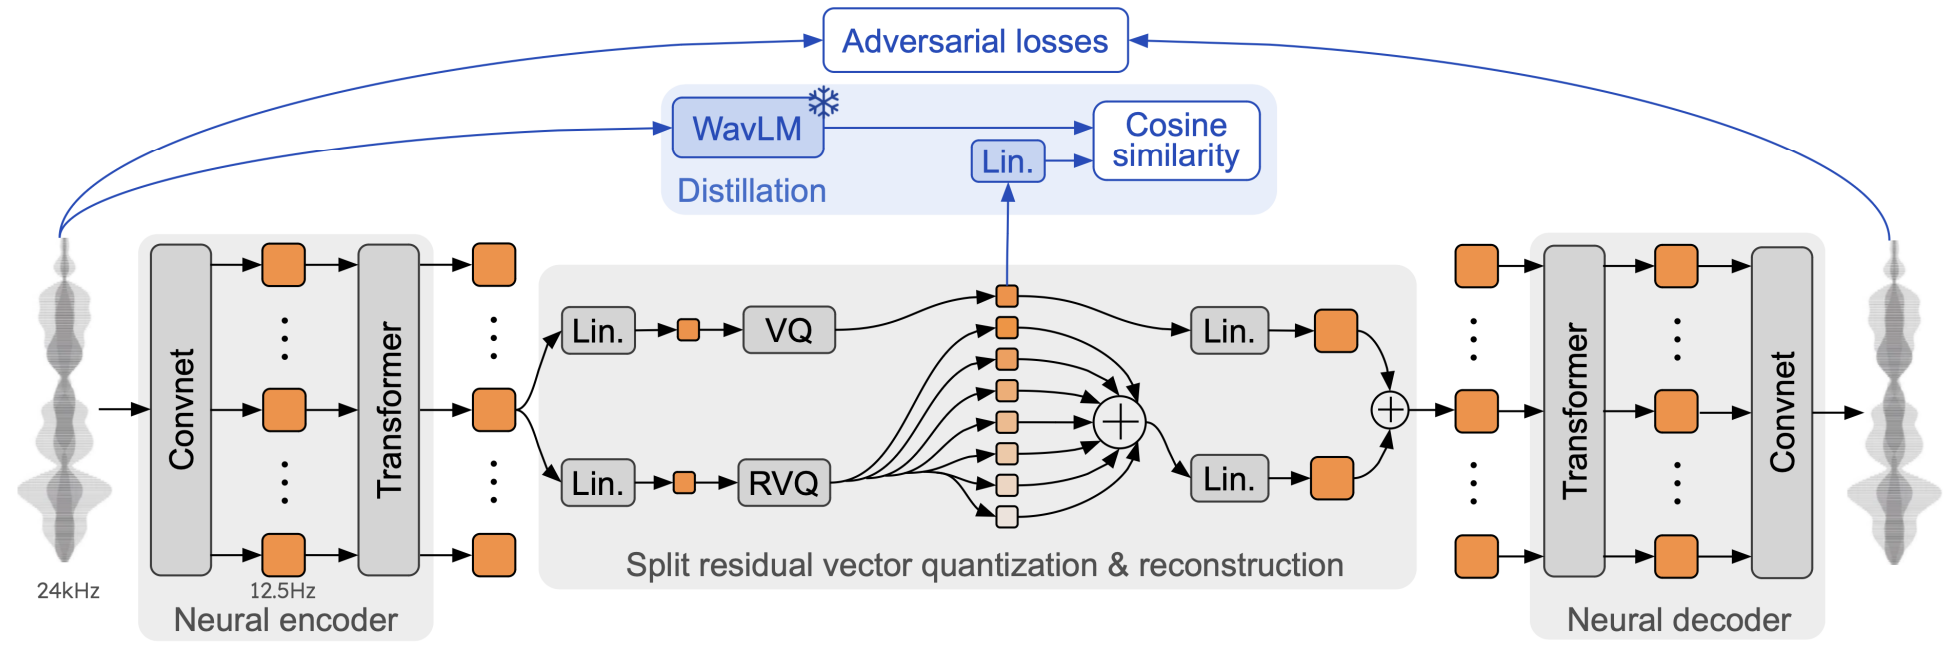 Adversarial losses
WavLM
Cosine
similarity
Lin.
Distillation
Convnet
Transformer
Lin.
VQ
Lin.
Lin.
RVQ
Lin.
Split residual vector quantization & reconstruction
Transformer
Convnet
24kHz
12.5Hz
Neural encoder
Neural decoder